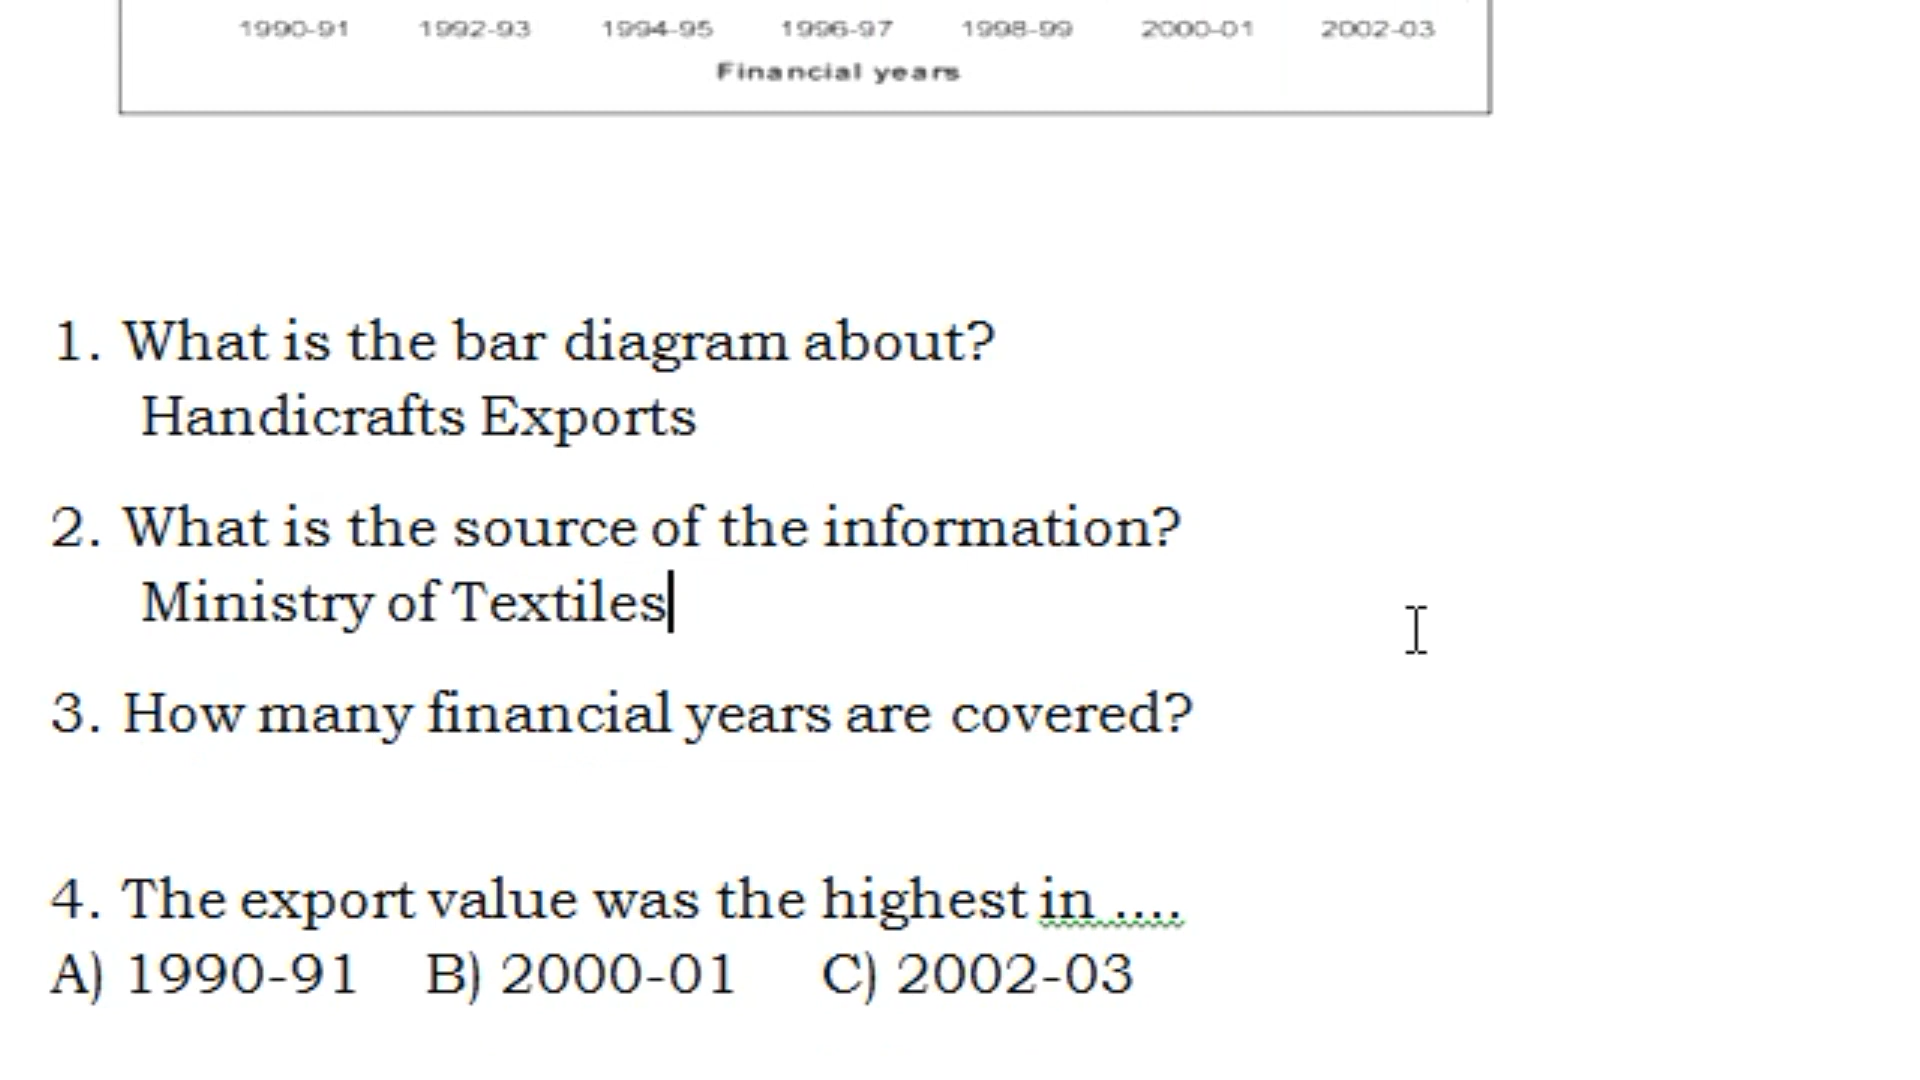 1990-91 1992-93 1994-95 1996-97 1998-99 2000-01 2002-03
Financial years
1. What is the bar diagram about?
Handicrafts Exports
2. What is the source of the information?
Ministry of Textiles
3. How many financial years are covered?
4. The export value was the highest in ....
A) 1990-91 B) 2000-01 C) 2002-03